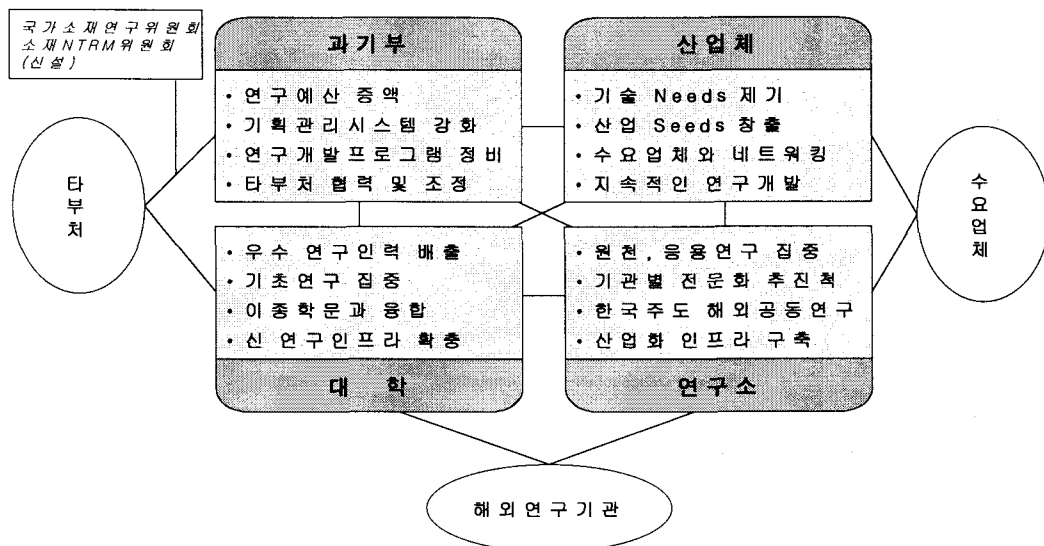 국가소재연구위원회
소재NTRM위원회
(신설)
과기부
• 연구예산 증액
• 기획관리시스템 강화
• 연구개발프로그램 정비
• 타부처 협력 및 조정
산업체
• 기술 Needs 제기
• 산업 Seeds 창출
• 수요업체와 네트워킹
• 지속적인 연구개발
타부처
수요업체
• 우수 연구인력 배출
• 기초연구 집중
• 이종학문과 융합
• 신 연구인프라 확충
대 학
• 원천, 응용연구 집중
• 기관별 전문화 추진척
• 한국주도 해외공동연구
• 산업화 인프라 구축
연구소
해외연구기관